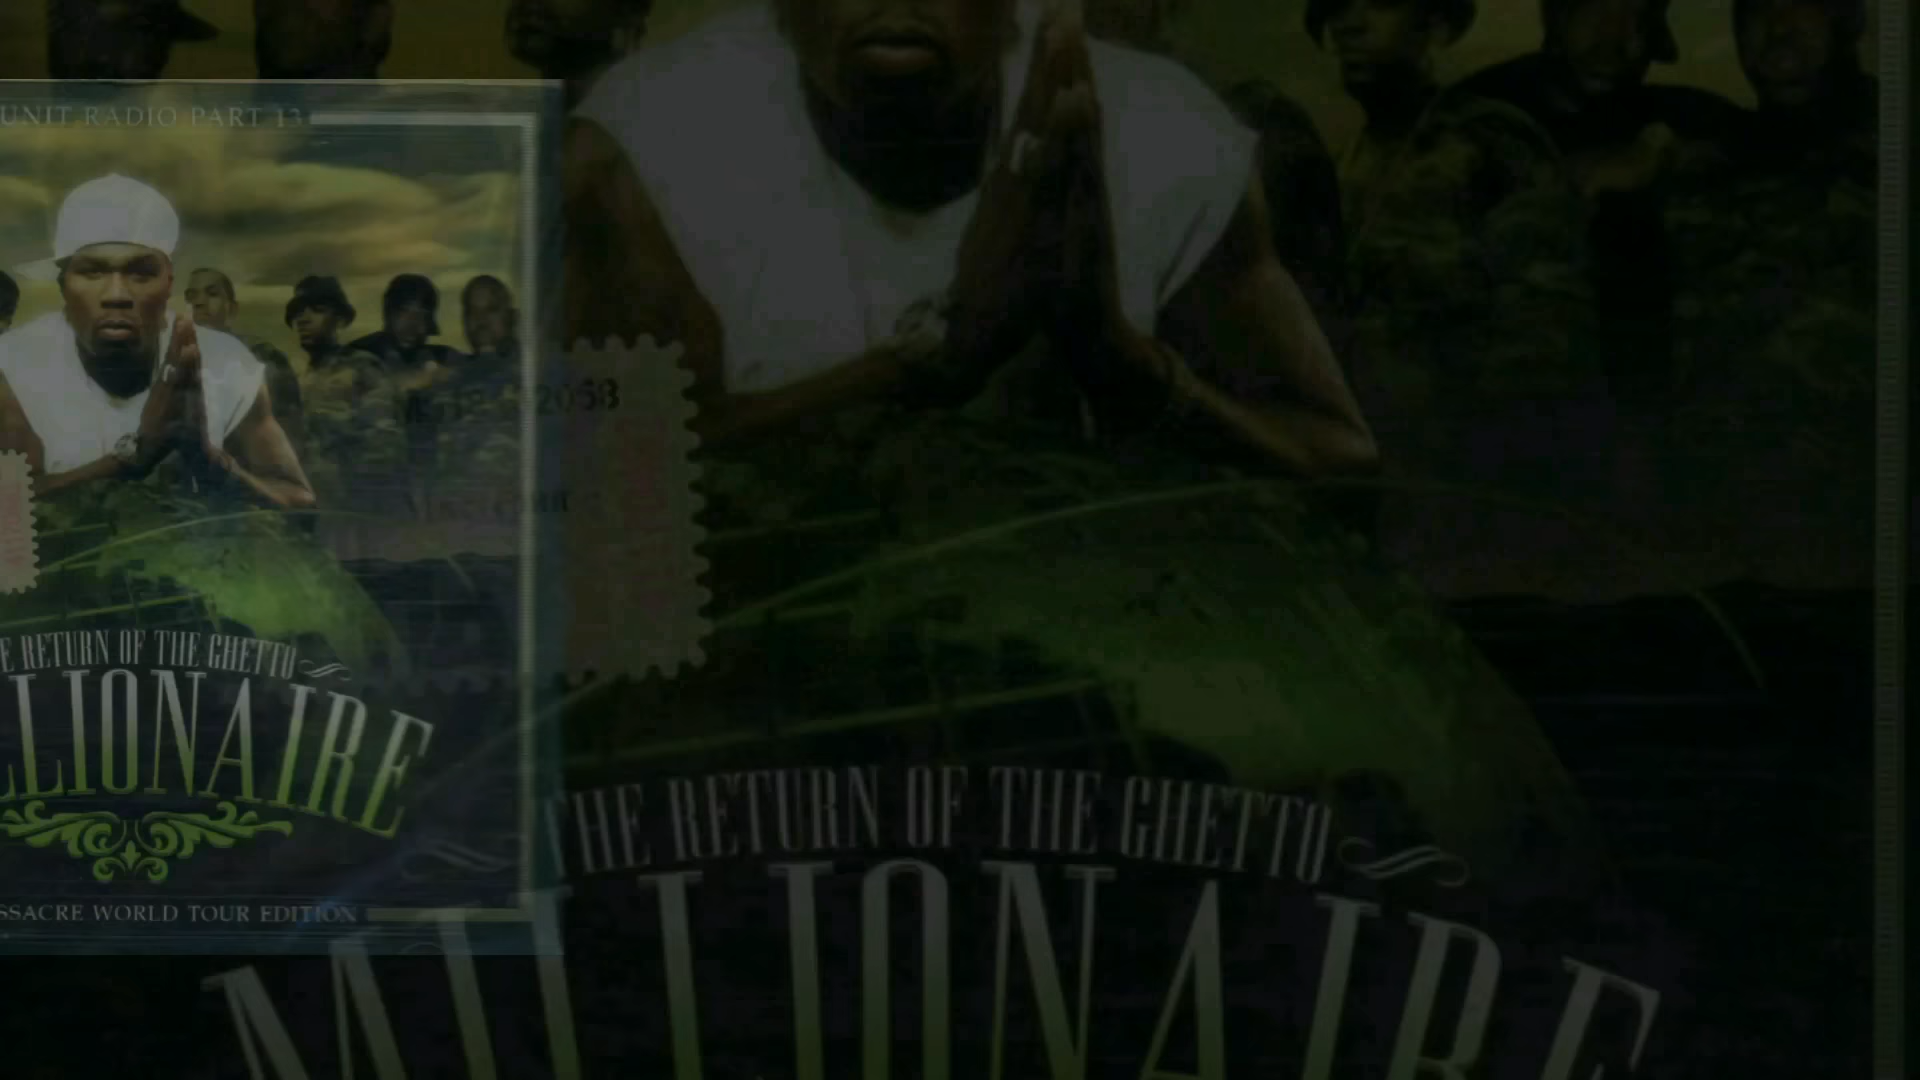 UNIT RADIO PART 13
E RETURN OF THE GHETTO
LLIONAIRE
SSACRE WORLD TOUR EDITION
2058
THE RETURN OF THE GHETTO
MILLIONAIRE